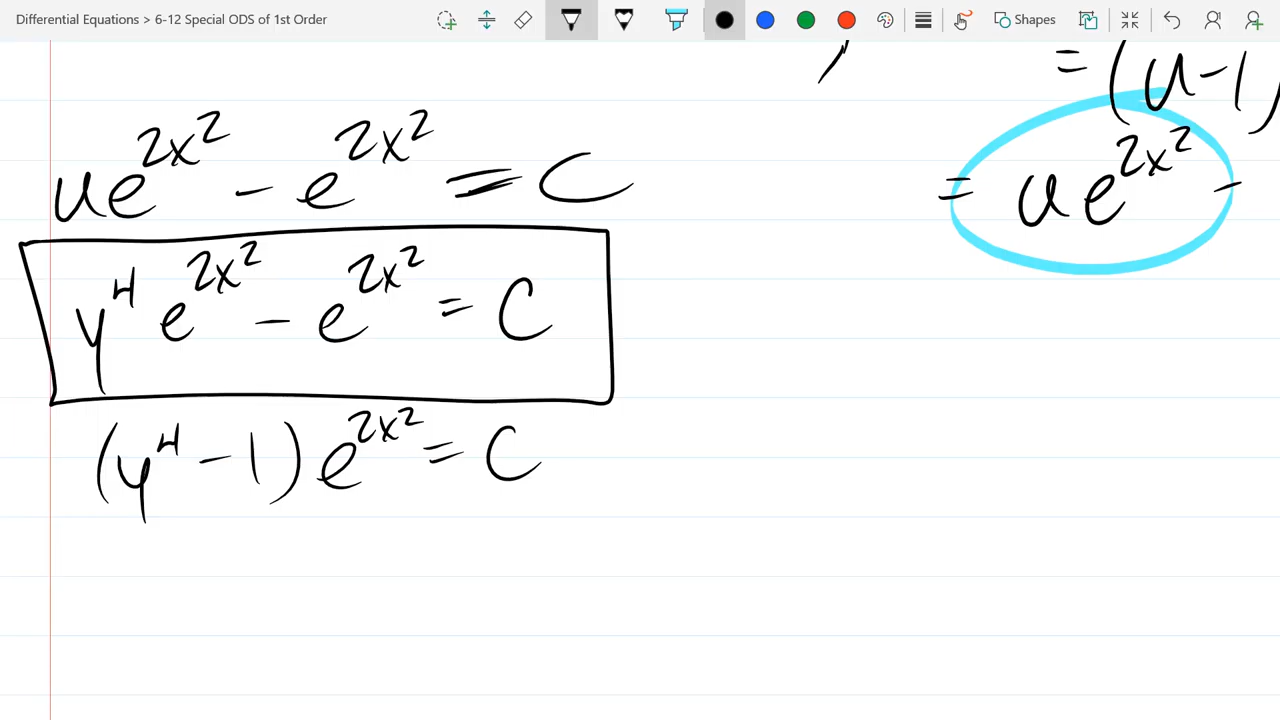 Differential Equations > 6-12 Special ODS of 1st Order
Shapes
= (u-1)
ue^{2x^2} - e^{2x^2} = C
= ue^{2x^2} -
y^4 e^{2x^2} - e^{2x^2} = C
(y^4 - 1) e^{2x^2} = C